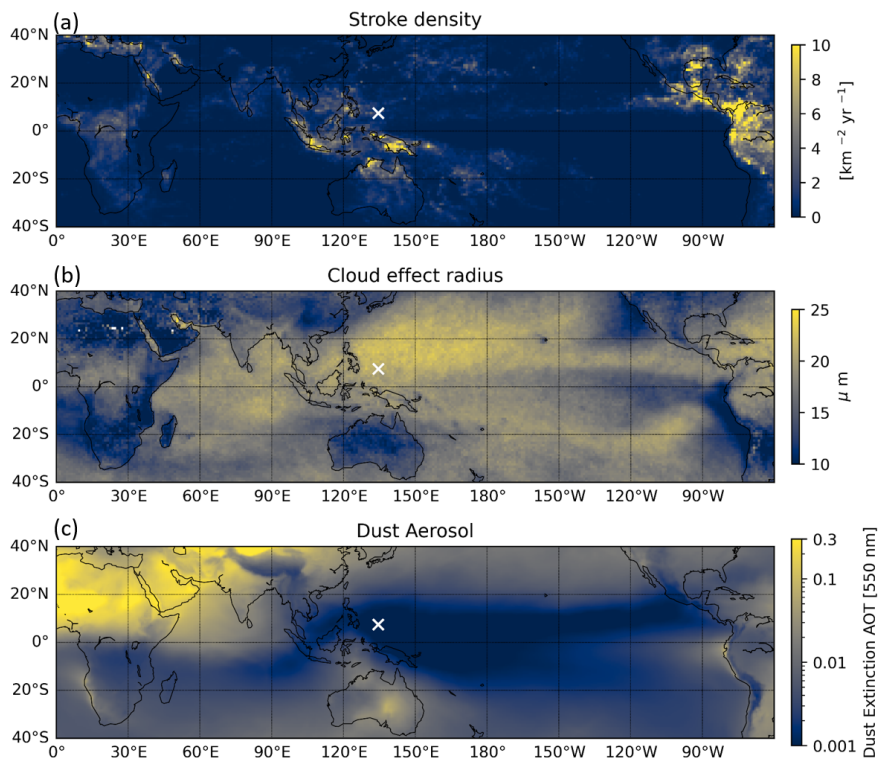 (a) Stroke density
40°N
20°N
0°
20°S
40°S
0° 30°E 60°E 90°E 120°E 150°E 180° 150°W 120°W 90°W
10
8
6
4
2
0
[km⁻² yr⁻¹]
(b) Cloud effect radius
40°N
20°N
0°
20°S
40°S
0° 30°E 60°E 90°E 120°E 150°E 180° 150°W 120°W 90°W
25
20
15
10
μ m
(c) Dust Aerosol
40°N
20°N
0°
20°S
40°S
0° 30°E 60°E 90°E 120°E 150°E 180° 150°W 120°W 90°W
0.3
0.1
0.01
0.001
Dust Extinction AOT [550 nm]